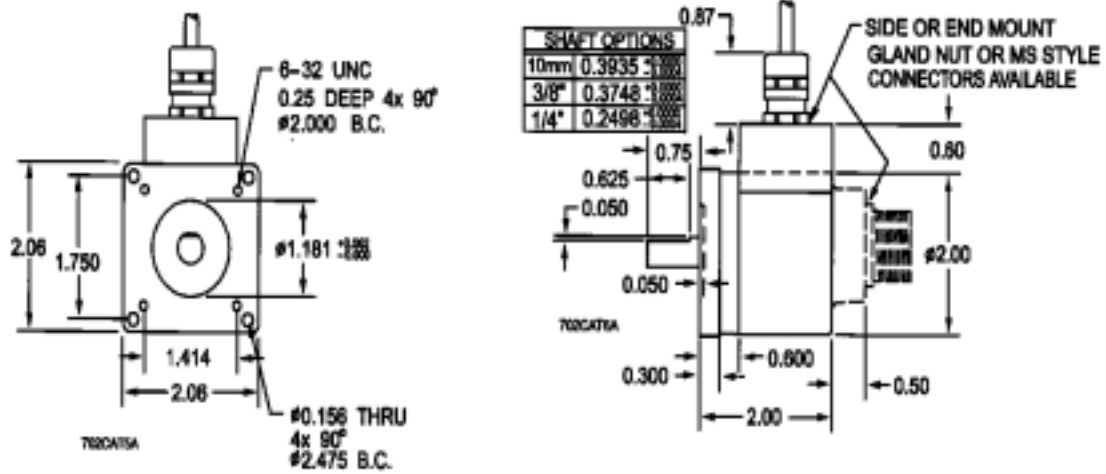 6-32 UNC
0.25 DEEP 4x 90°
ø2.000 B.C.
2.06
1.750
ø1.181
1.414
2.06
ø0.156 THRU
4x 90°
ø2.475 B.C.
702CAT5A
SHAFT OPTIONS
10mm 0.3935
3/8" 0.3748
1/4" 0.2498
0.87
SIDE OR END MOUNT
GLAND NUT OR MS STYLE
CONNECTORS AVAILABLE
0.75
0.60
0.625
0.050
ø2.00
0.050
702CAT6A
0.600
0.300
0.50
2.00